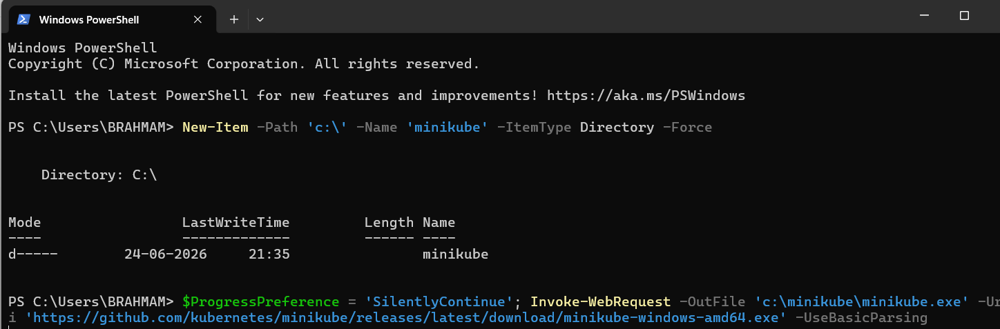 Windows PowerShell
Windows PowerShell
Copyright (C) Microsoft Corporation. All rights reserved.
Install the latest PowerShell for new features and improvements! https://aka.ms/PSWindows
PS C:\Users\BRAHMAM> New-Item -Path 'c:\' -Name 'minikube' -ItemType Directory -Force
Directory: C:\
Mode                 LastWriteTime         Length Name
----                 -------------         ------ ----
d-----        24-06-2026     21:35                minikube
PS C:\Users\BRAHMAM> $ProgressPreference = 'SilentlyContinue'; Invoke-WebRequest -OutFile 'c:\minikube\minikube.exe' -Ur
i 'https://github.com/kubernetes/minikube/releases/latest/download/minikube-windows-amd64.exe' -UseBasicParsing